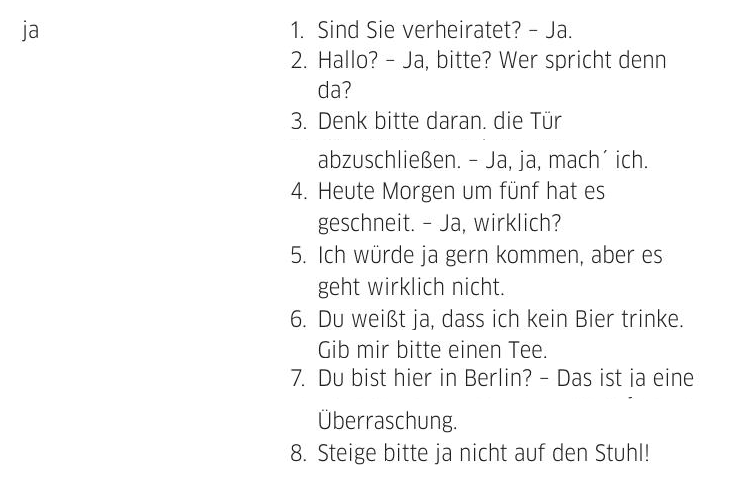 ja
1. Sind Sie verheiratet? – Ja.
2. Hallo? – Ja, bitte? Wer spricht denn
da?
3. Denk bitte daran. die Tür
abzuschließen. – Ja, ja, mach´ ich.
4. Heute Morgen um fünf hat es
geschneit. – Ja, wirklich?
5. Ich würde ja gern kommen, aber es
geht wirklich nicht.
6. Du weißt ja, dass ich kein Bier trinke.
Gib mir bitte einen Tee.
7. Du bist hier in Berlin? – Das ist ja eine
Überraschung.
8. Steige bitte ja nicht auf den Stuhl!